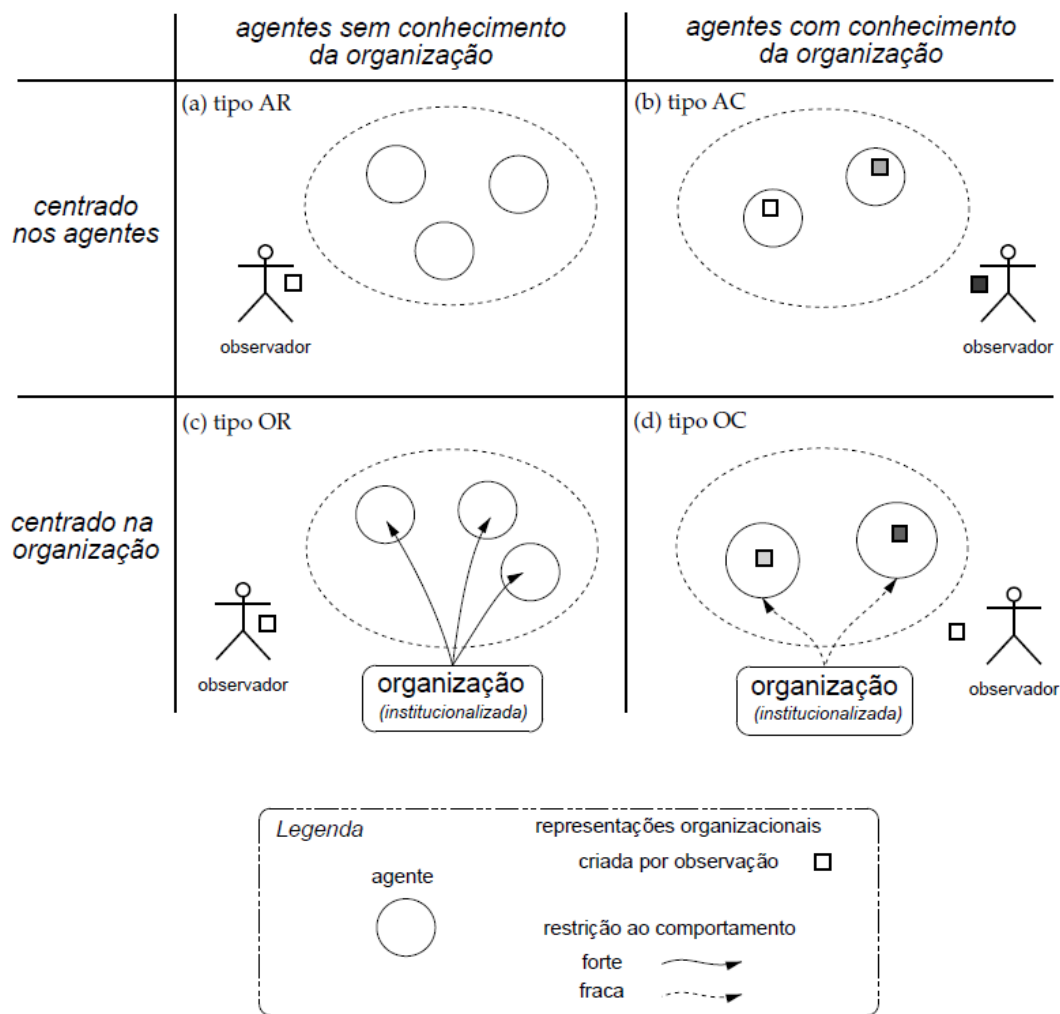 agentes sem conhecimento
da organização
agentes com conhecimento
da organização
centrado
nos agentes
(a) tipo AR
observador
(b) tipo AC
observador
centrado na
organização
(c) tipo OR
observador
organização
(institucionalizada)
(d) tipo OC
observador
organização
(institucionalizada)
Legenda
agente
representações organizacionais
criada por observação
restrição ao comportamento
forte
fraca